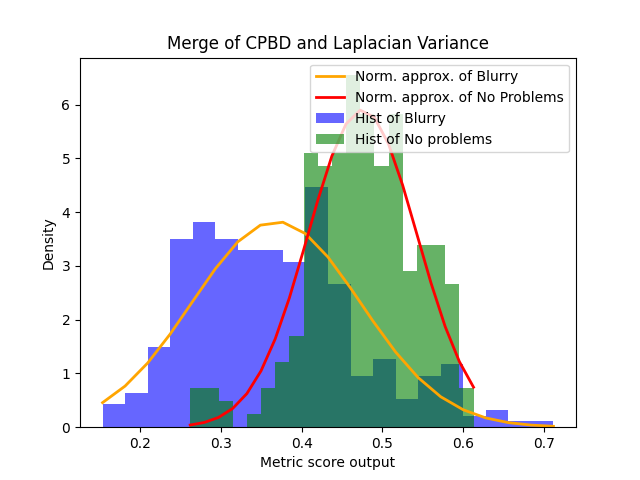 Merge of CPBD and Laplacian Variance
Norm. approx. of Blurry
Norm. approx. of No Problems
Hist of Blurry
Hist of No problems
Density
6
5
4
3
2
1
0
0.2 0.3 0.4 0.5 0.6 0.7
Metric score output